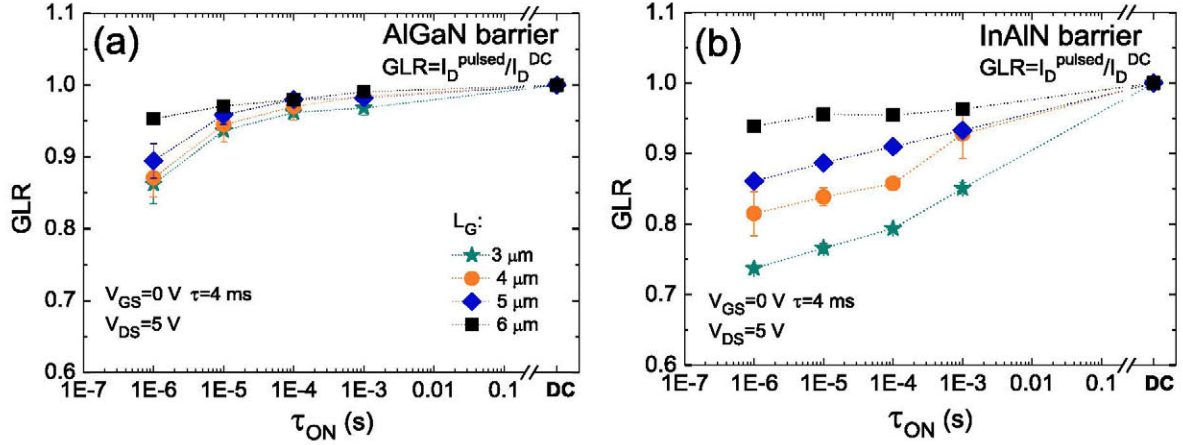 (a)
AlGaN barrier
GLR=I_D^pulsed/I_D^DC
1.1
1.0
0.9
0.8
0.7
0.6
GLR
L_G:
3 μm
4 μm
5 μm
6 μm
V_GS=0 V τ=4 ms
V_DS=5 V
1E-7 1E-6 1E-5 1E-4 1E-3 0.1 DC
τ_ON (s)
(b)
InAlN barrier
GLR=I_D^pulsed/I_D^DC
1.1
1.0
0.9
0.8
0.7
0.6
GLR
V_GS=0 V τ=4 ms
V_DS=5 V
1E-7 1E-6 1E-5 1E-4 1E-3 0.1 DC
τ_ON (s)